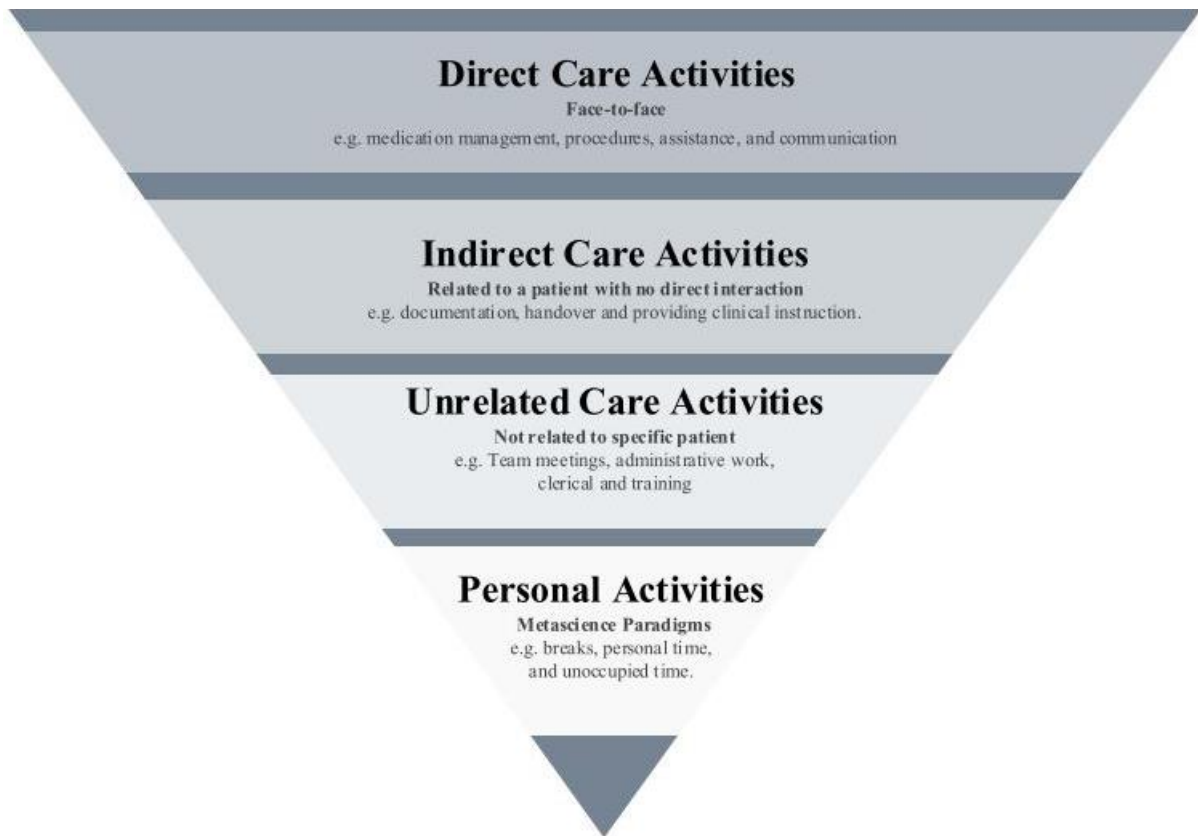 Direct Care Activities
Face-to-face
e.g. medication management, procedures, assistance, and communication
Indirect Care Activities
Related to a patient with no direct interaction
e.g. documentation, handover and providing clinical instruction.
Unrelated Care Activities
Not related to specific patient
e.g. Team meetings, administrative work,
clerical and training
Personal Activities
Metascience Paradigms
e.g. breaks, personal time,
and unoccupied time.